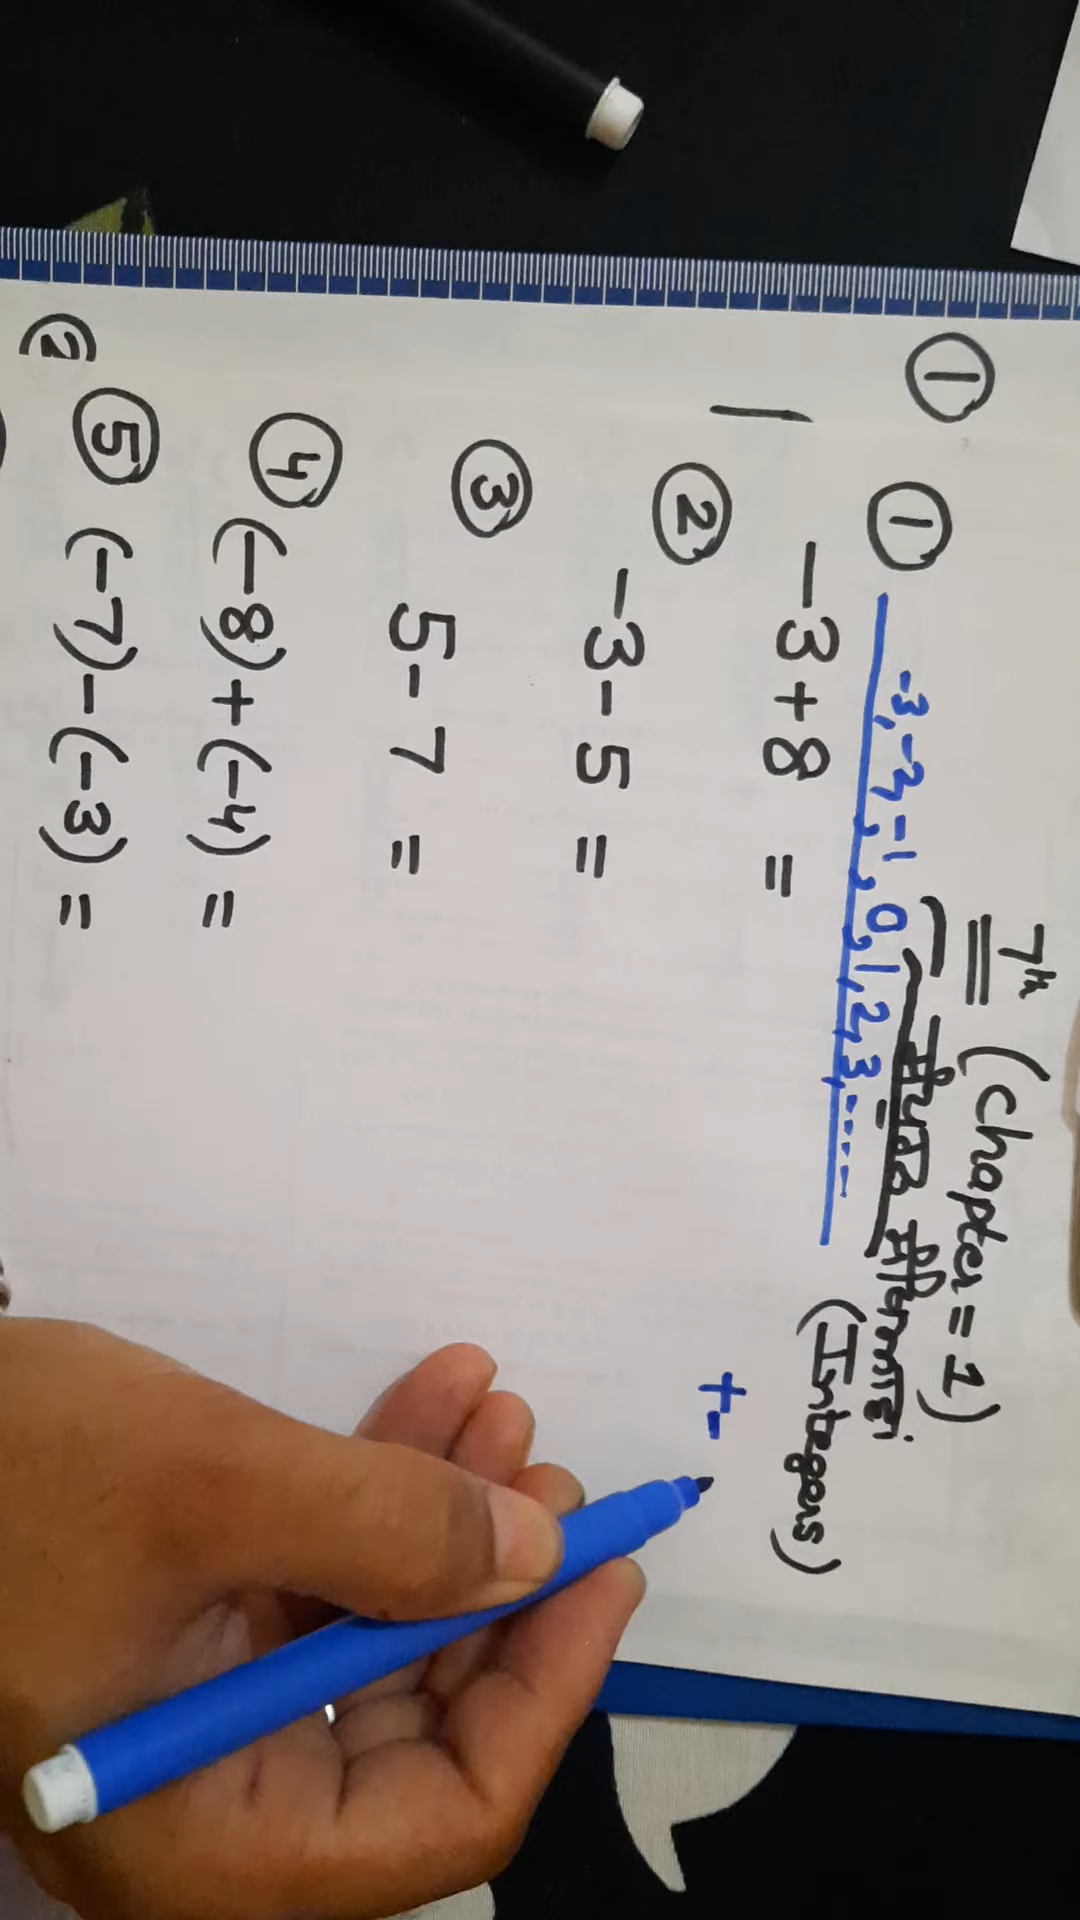 7th (Chapter = 1)
①
(Integers)
① -3, -2, -1, 0, 1, 2, 3, ----
-3+8 =
+-
②
-3-5 =
③
5-7 =
④ (-8)+(-4) =
⑤ (-7)-(-3) =
(2